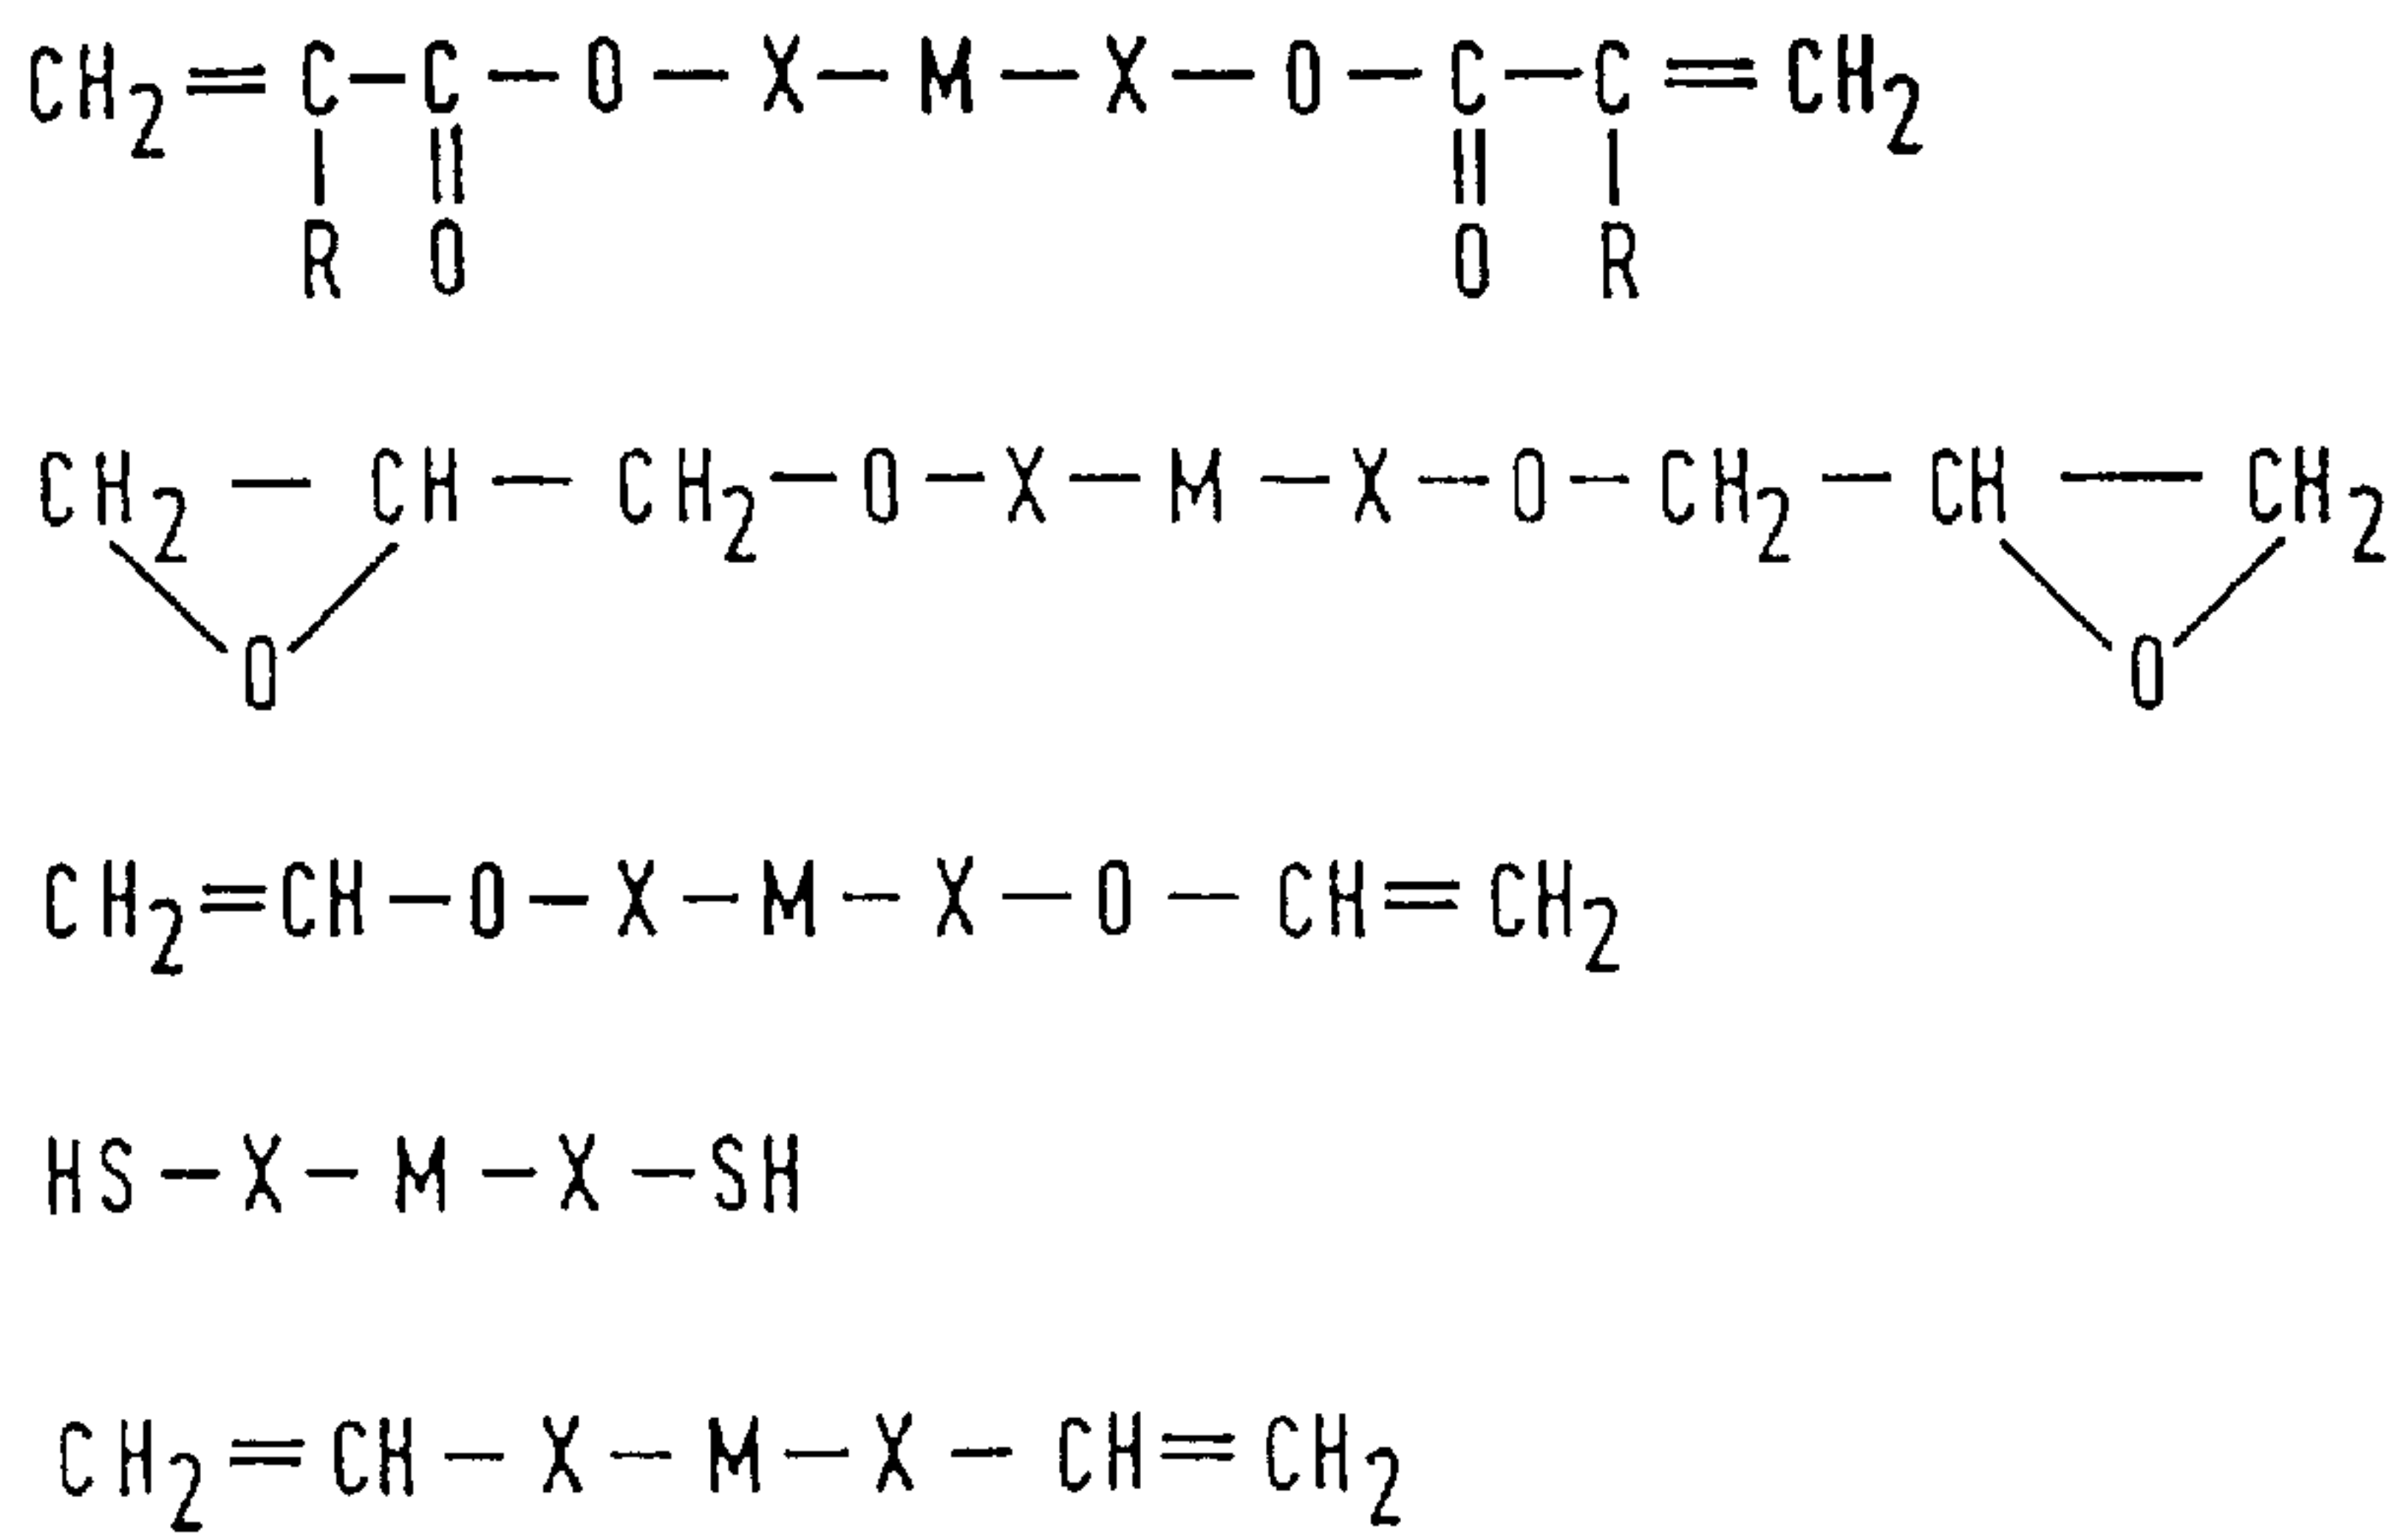 CH2=C-C-O-X-M-X-O-C-C=CH2
R O O R
CH2-CH-CH2-O-X-M-X-O-CH2-CH-CH2
O O
CH2=CH-O-X-M-X-O-CH=CH2
HS-X-M-X-SH
CH2=CH-X-M-X-CH=CH2